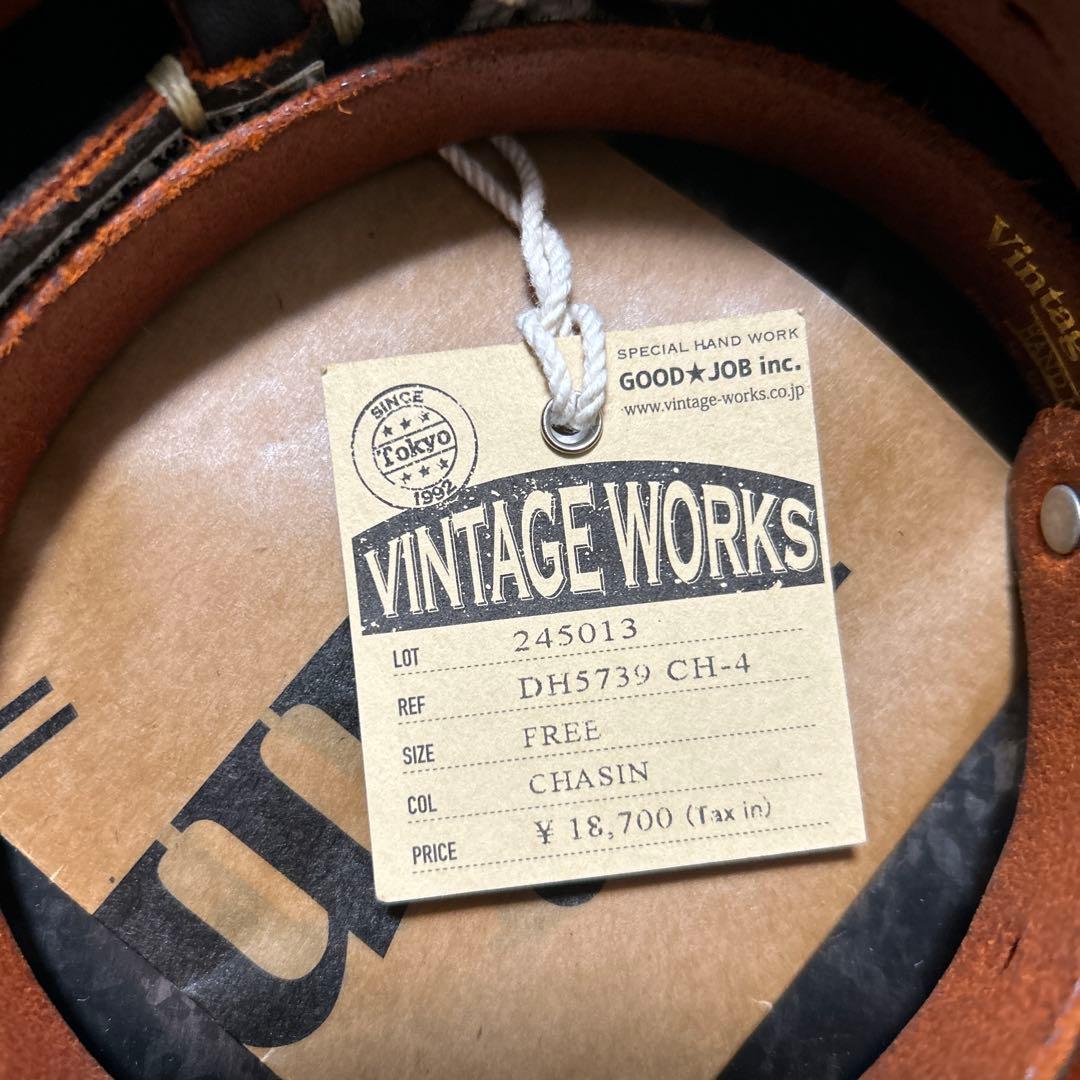 SPECIAL HAND WORK
GOOD★JOB inc.
www.vintage-works.co.jp
SINCE
Tokyo
1992
VINTAGE WORKS
LOT 245013
REF DH5739 CH-4
SIZE FREE
COL CHASIN
PRICE ¥ 18,700 (Tax in)
Vintag